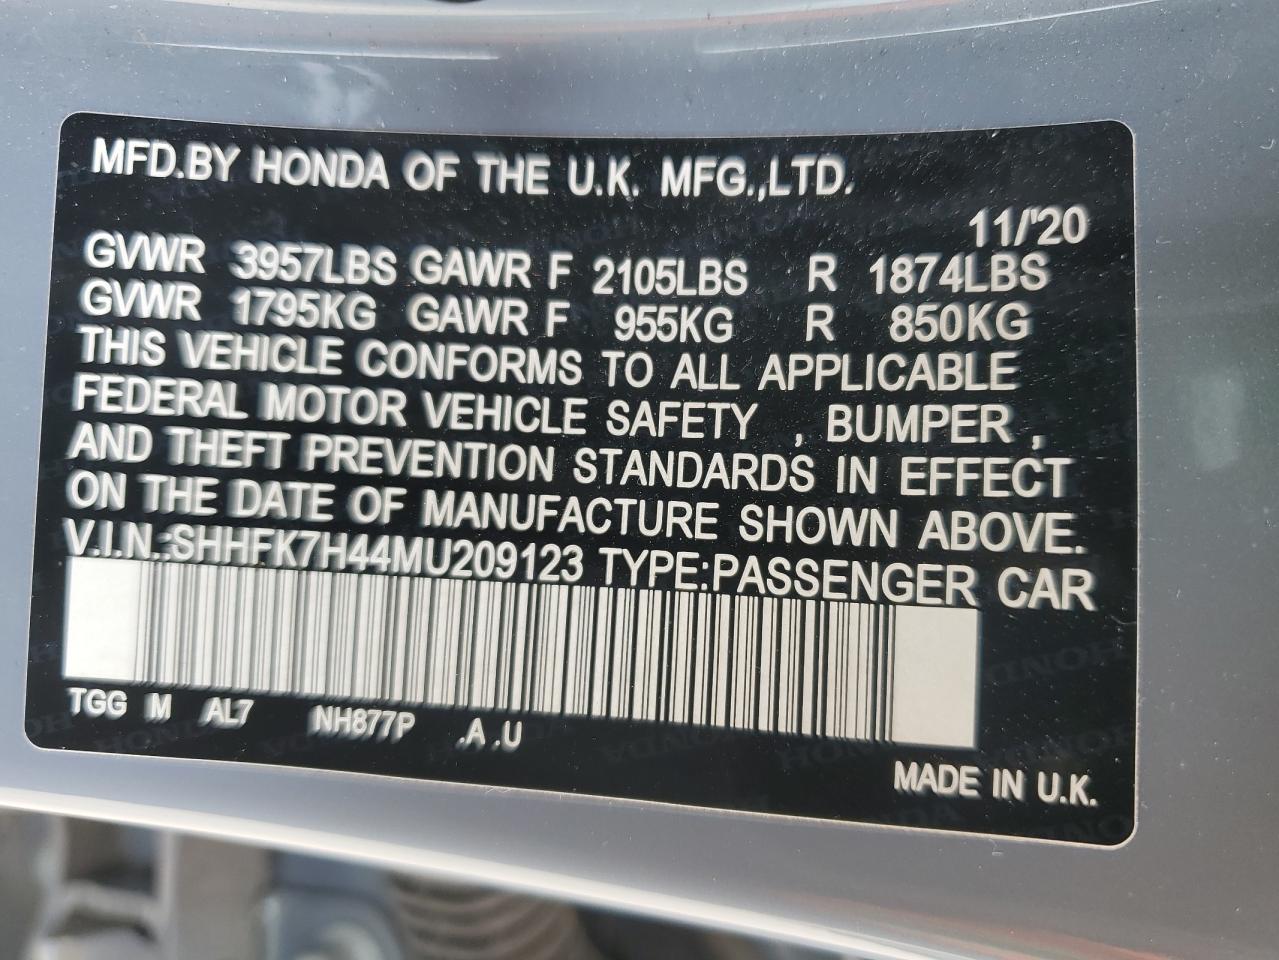 MFD.BY HONDA OF THE U.K. MFG.,LTD.
11/'20
GVWR 3957LBS GAWR F 2105LBS R 1874LBS
GVWR 1795KG GAWR F 955KG R 850KG
THIS VEHICLE CONFORMS TO ALL APPLICABLE
FEDERAL MOTOR VEHICLE SAFETY , BUMPER ,
AND THEFT PREVENTION STANDARDS IN EFFECT
ON THE DATE OF MANUFACTURE SHOWN ABOVE.
V.I.N.:SHHFK7H44MU209123 TYPE:PASSENGER CAR
TGG M AL7 NH877P .A .U
MADE IN U.K.